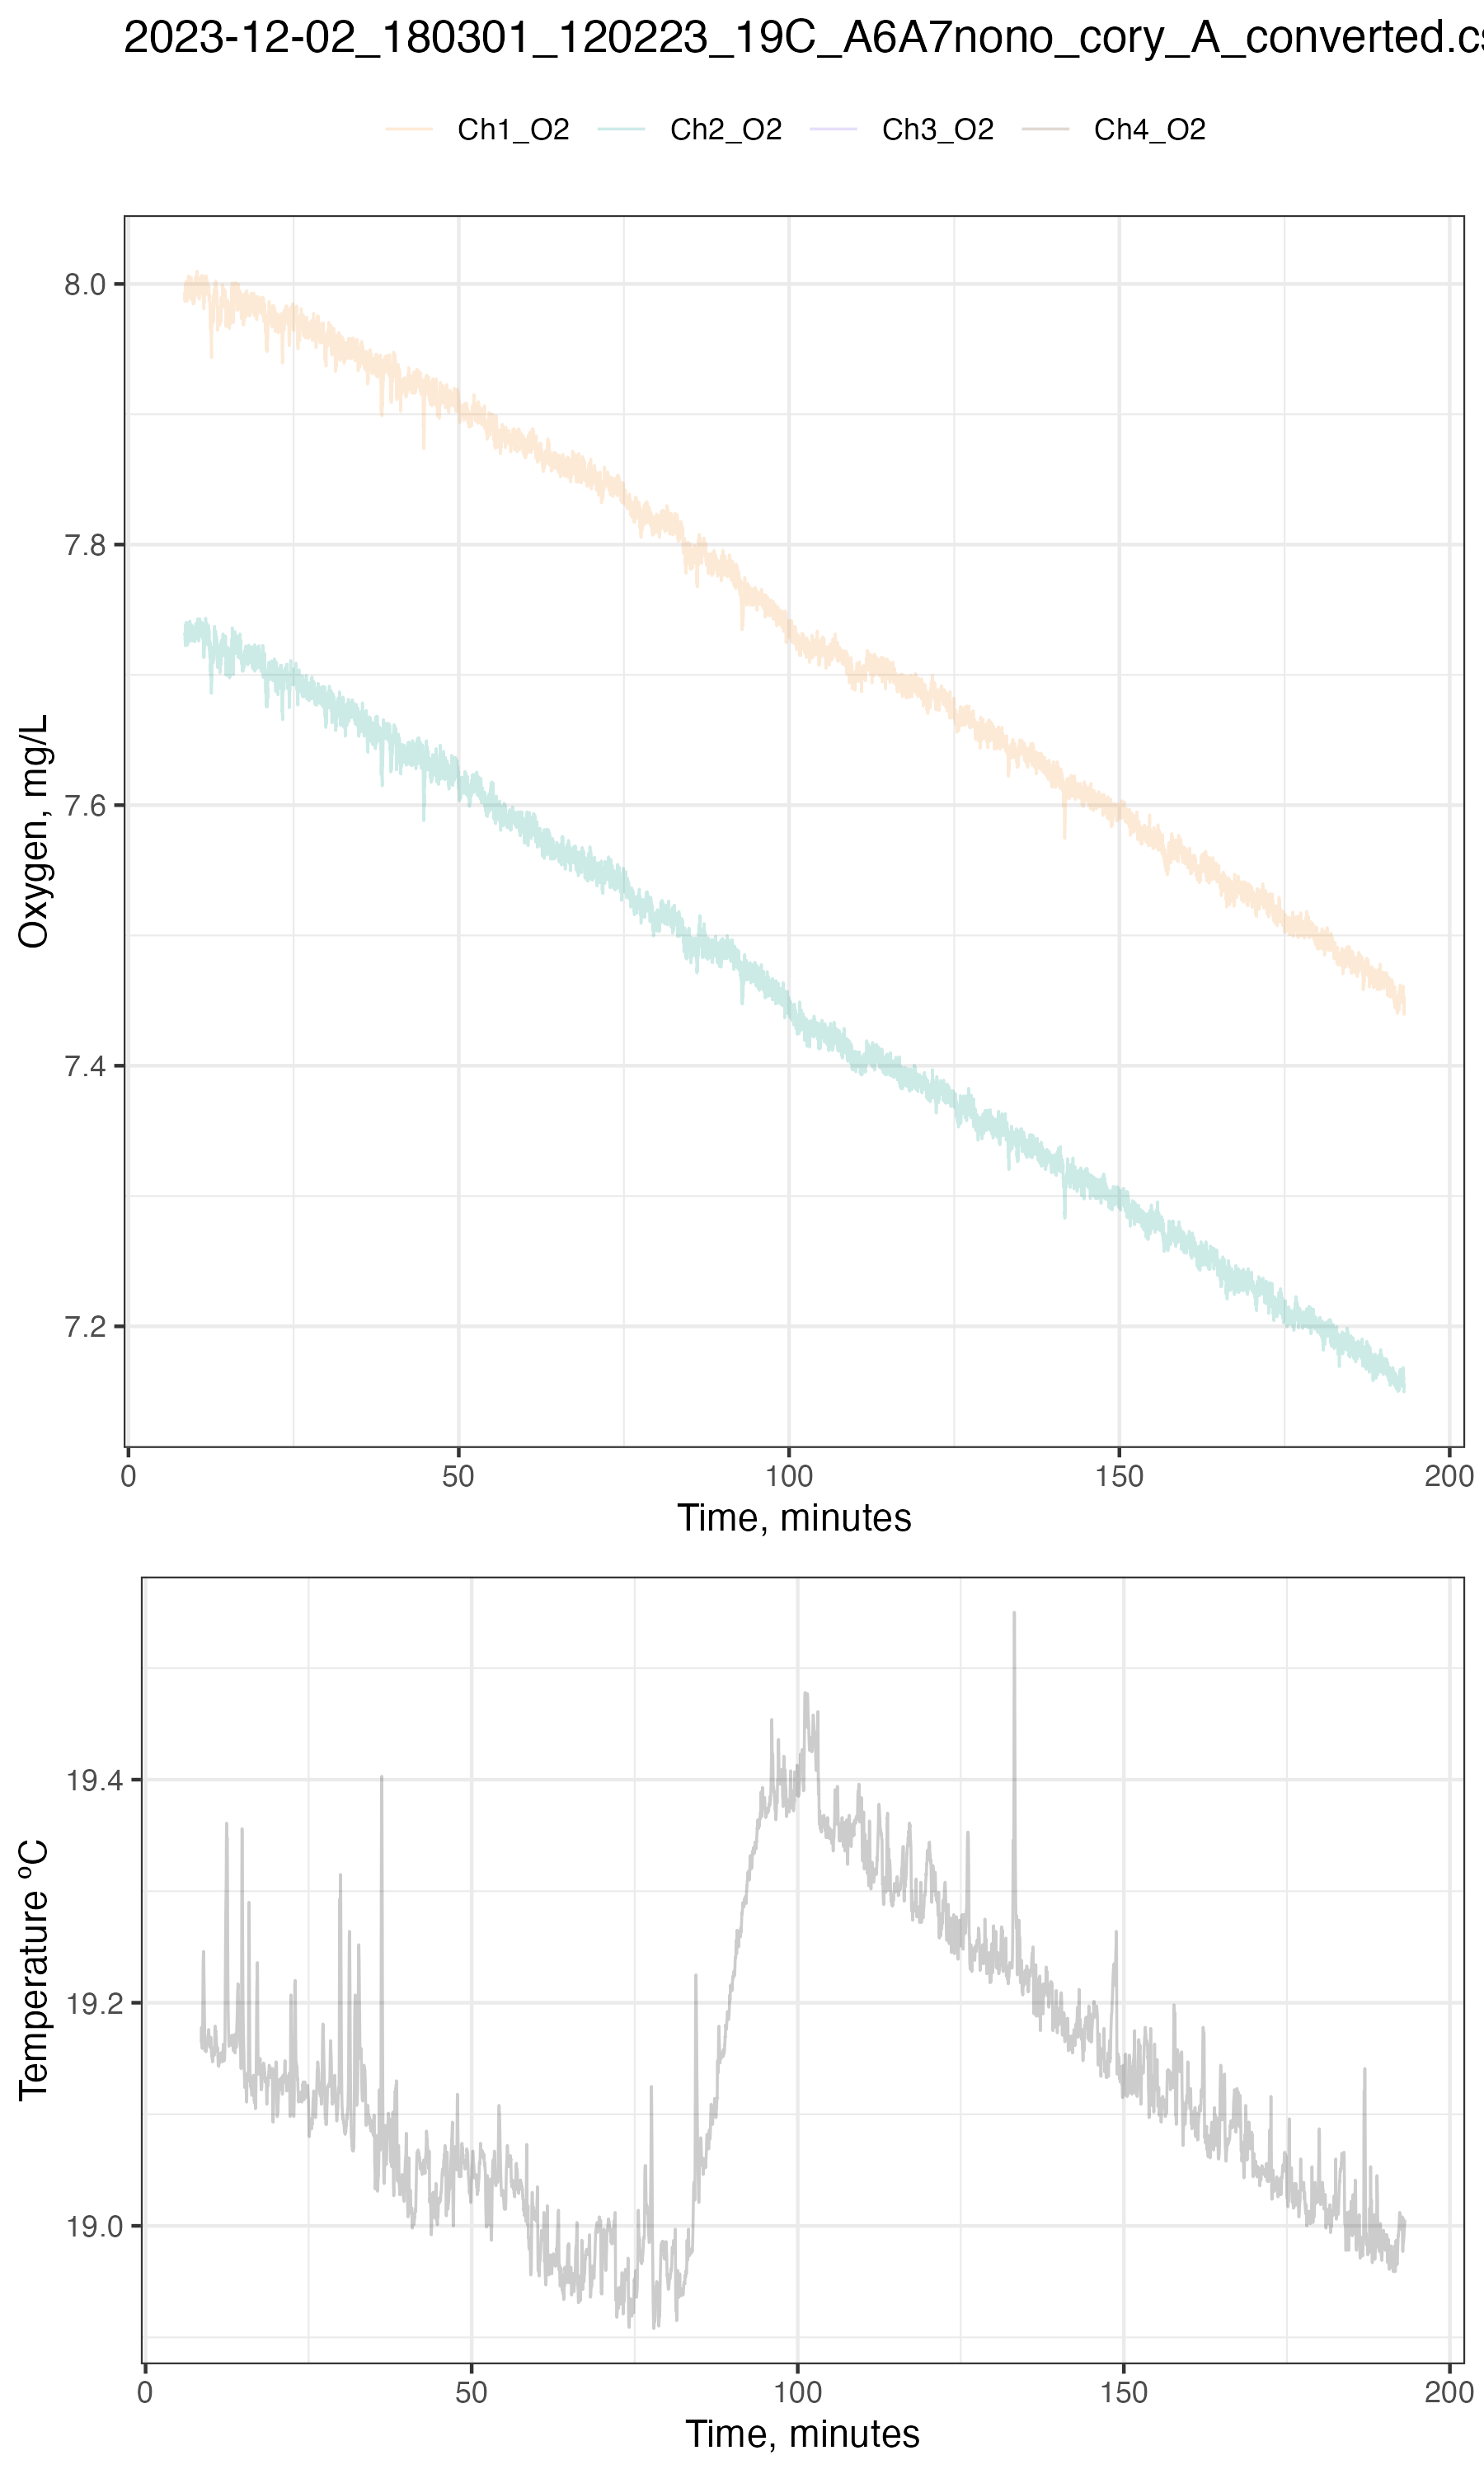 2023-12-02_180301_120223_19C_A6A7nono_cory_A_converted.cs
Ch1_O2 Ch2_O2 Ch3_O2 Ch4_O2
8.0
7.8
7.6
7.4
7.2
Oxygen, mg/L
0 50 100 150 200
Time, minutes
19.4
19.2
19.0
Temperature ºC
0 50 100 150 200
Time, minutes